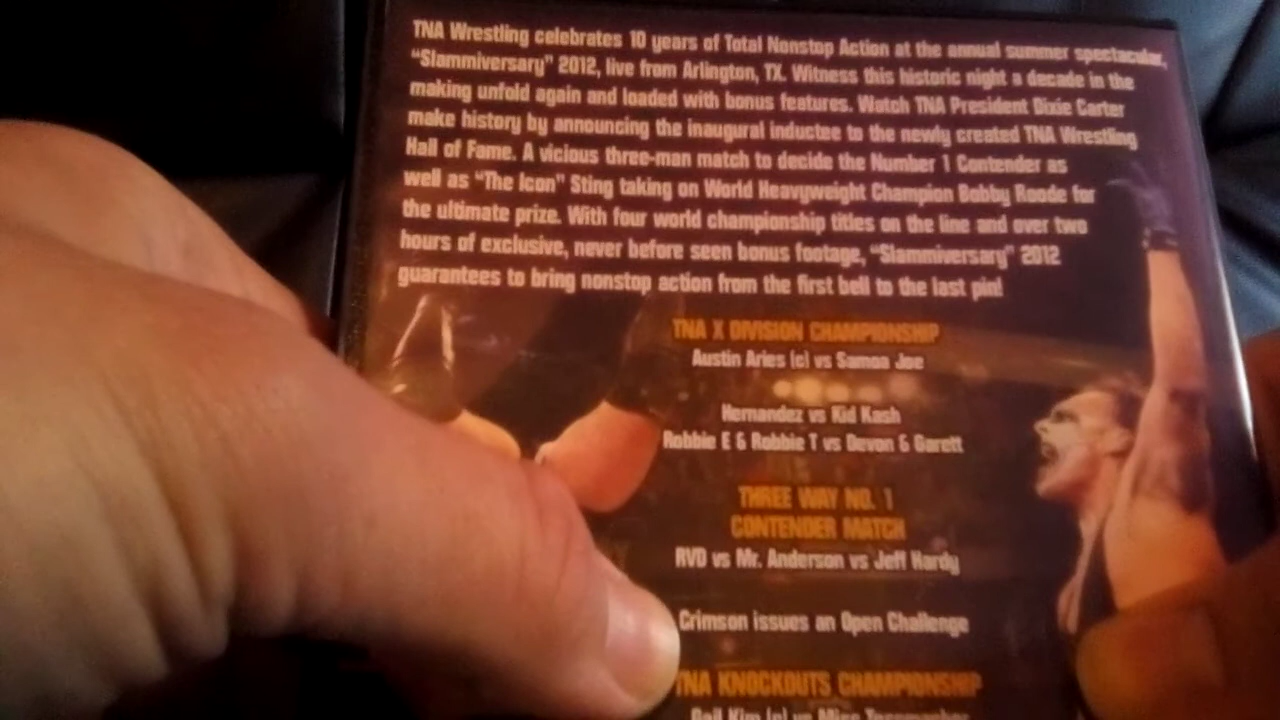 TNA Wrestling celebrates 10 years of Total Nonstop Action at the annual summer spectacular,
"Slammiversary" 2012, live from Arlington, TX. Witness this historic night a decade in the
making unfold again and loaded with bonus features. Watch TNA President Dixie Carter
make history by announcing the inaugural inductee to the newly created TNA Wrestling
Hall of Fame. A vicious three-man match to decide the Number 1 Contender as
well as "The Icon" Sting taking on World Heavyweight Champion Bobby Roode for
the ultimate prize. With four world championship titles on the line and over two
hours of exclusive, never before seen bonus footage, "Slammiversary" 2012
guarantees to bring nonstop action from the first bell to the last pin!
TNA X DIVISION CHAMPIONSHIP
Austin Aries (c) vs Samoa Joe
Hernandez vs Kid Kash
Robbie E & Robbie T vs Devon & Garett
THREE WAY NO. 1
CONTENDER MATCH
RVD vs Mr. Anderson vs Jeff Hardy
Crimson issues an Open Challenge
TNA KNOCKOUTS CHAMPIONSHIP
Gail Kim (c) vs Miss Tessmacher